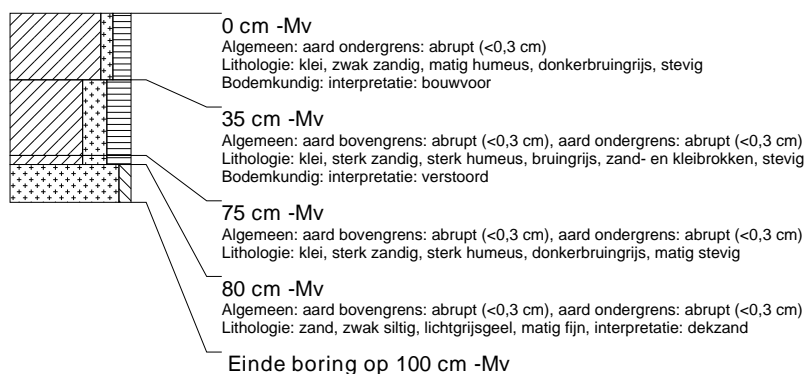 0 cm -Mv
Algemeen: aard ondergrens: abrupt (<0,3 cm)
Lithologie: klei, zwak zandig, matig humeus, donkerbruingrijs, stevig
Bodemkundig: interpretatie: bouwvoor
35 cm -Mv
Algemeen: aard bovengrens: abrupt (<0,3 cm), aard ondergrens: abrupt (<0,3 cm)
Lithologie: klei, sterk zandig, sterk humeus, bruingrijs, zand- en kleibrokken, stevig
Bodemkundig: interpretatie: verstoord
75 cm -Mv
Algemeen: aard bovengrens: abrupt (<0,3 cm), aard ondergrens: abrupt (<0,3 cm)
Lithologie: klei, sterk zandig, sterk humeus, donkerbruingrijs, matig stevig
80 cm -Mv
Algemeen: aard bovengrens: abrupt (<0,3 cm), aard ondergrens: abrupt (<0,3 cm)
Lithologie: zand, zwak siltig, lichtgrijsgeel, matig fijn, interpretatie: dekzand
Einde boring op 100 cm -Mv